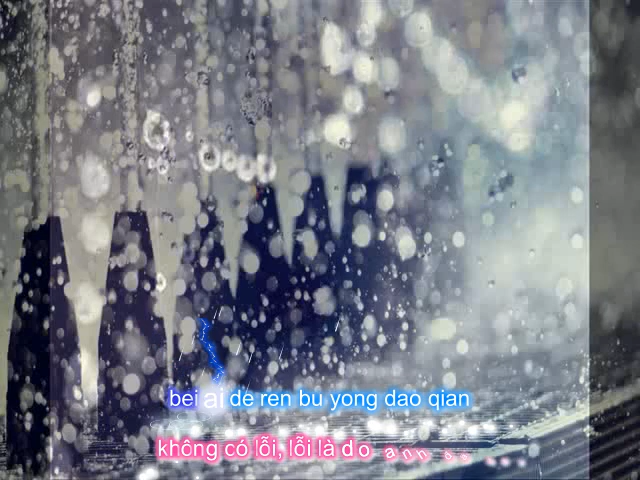 bei ai de ren bu yong dao qian
không có lỗi, lỗi là do